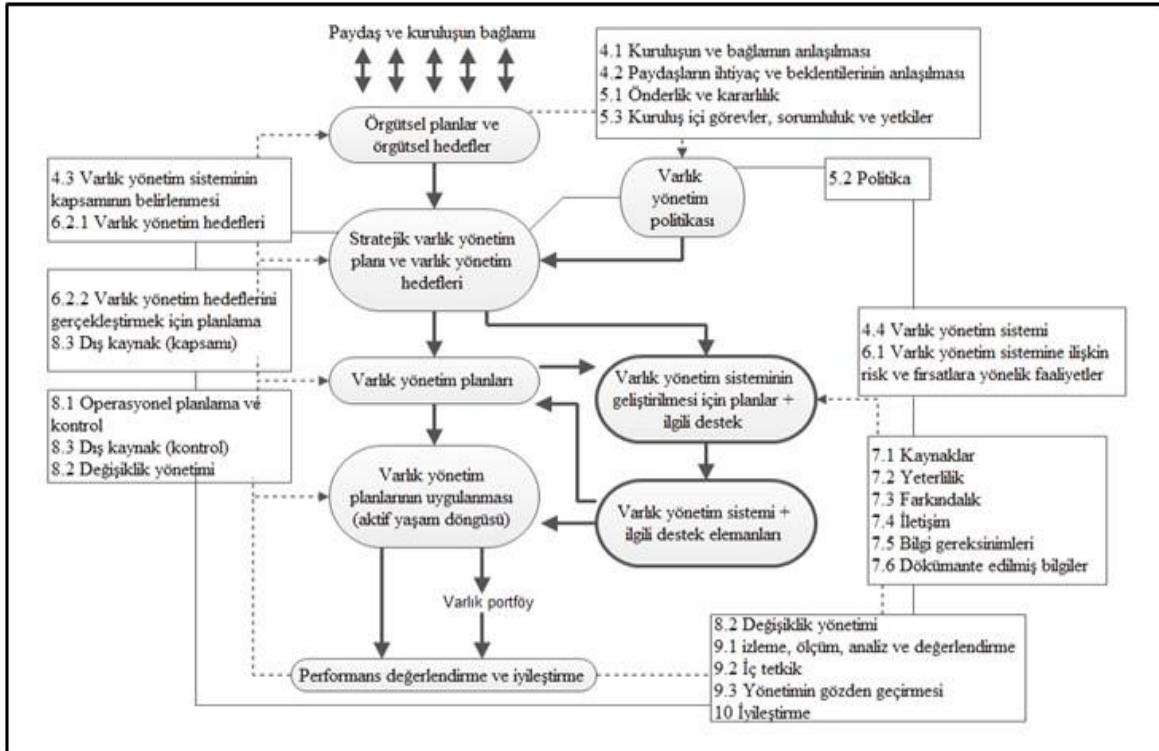 Paydaş ve kuruluşun bağlamı
4.1 Kuruluşun ve bağlamın anlaşılması
4.2 Paydaşların ihtiyaç ve beklentilerinin anlaşılması
5.1 Önderlik ve kararlılık
5.3 Kuruluş içi görevler, sorumluluk ve yetkiler
Örgütsel planlar ve
örgütsel hedefler
4.3 Varlık yönetim sisteminin
kapsamının belirlenmesi
6.2.1 Varlık yönetim hedefleri
Varlık
yönetim
politikası
5.2 Politika
Stratejik varlık yönetim
planı ve varlık yönetim
hedefleri
6.2.2 Varlık yönetim hedeflerini
gerçekleştirmek için planlama
8.3 Dış kaynak (kapsamı)
4.4 Varlık yönetim sistemi
6.1 Varlık yönetim sistemine ilişkin
risk ve fırsatlara yönelik faaliyetler
Varlık yönetim planları
Varlık yönetim sisteminin
geliştirilmesi için planlar +
ilgili destek
8.1 Operasyonel planlama ve
kontrol
8.3 Dış kaynak (kontrol)
8.2 Değişiklik yönetimi
7.1 Kaynaklar
7.2 Yeterlilik
7.3 Farkındalık
7.4 İletişim
7.5 Bilgi gereksinimleri
7.6 Dökümante edilmiş bilgiler
Varlık yönetim
planlarının uygulanması
(aktif yaşam döngüsü)
Varlık yönetim sistemi +
ilgili destek elemanları
Varlık portföy
8.2 Değişiklik yönetimi
9.1 izleme, ölçüm, analiz ve değerlendirme
9.2 İç tetkik
9.3 Yönetimin gözden geçirmesi
10 İyileştirme
Performans değerlendirme ve iyileştirme